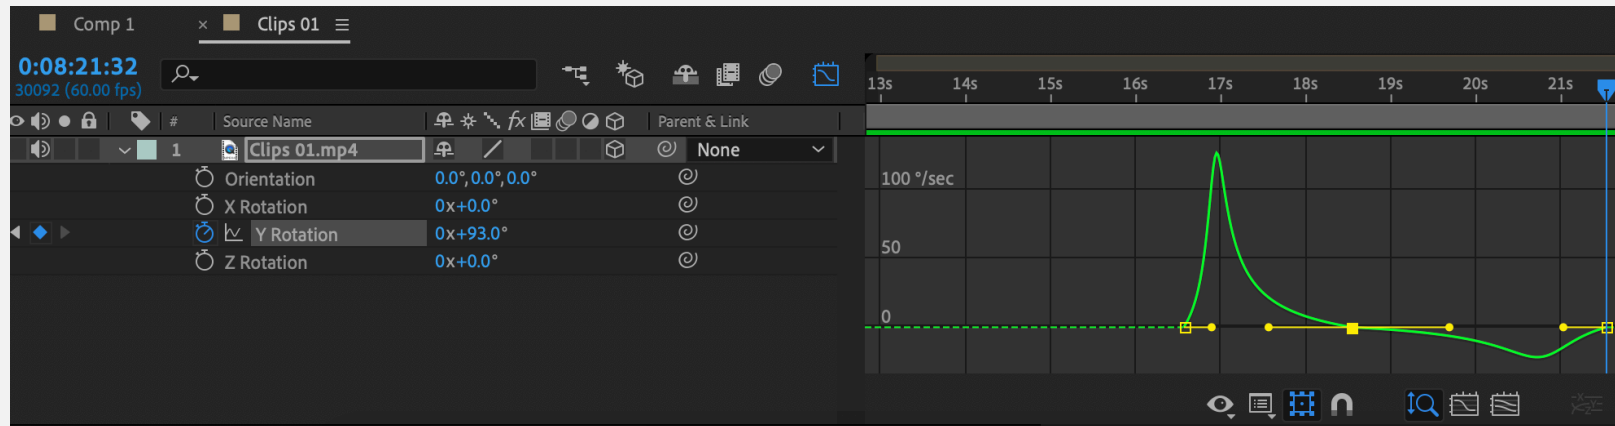 Comp 1 × Clips 01
0:08:21:32
30092 (60.00 fps)
13s 14s 15s 16s 17s 18s 19s 20s 21s
# Source Name fx Parent & Link
1 Clips 01.mp4 None
Orientation 0.0°,0.0°,0.0°
X Rotation 0x+0.0°
Y Rotation 0x+93.0°
Z Rotation 0x+0.0°
100 °/sec
50
0